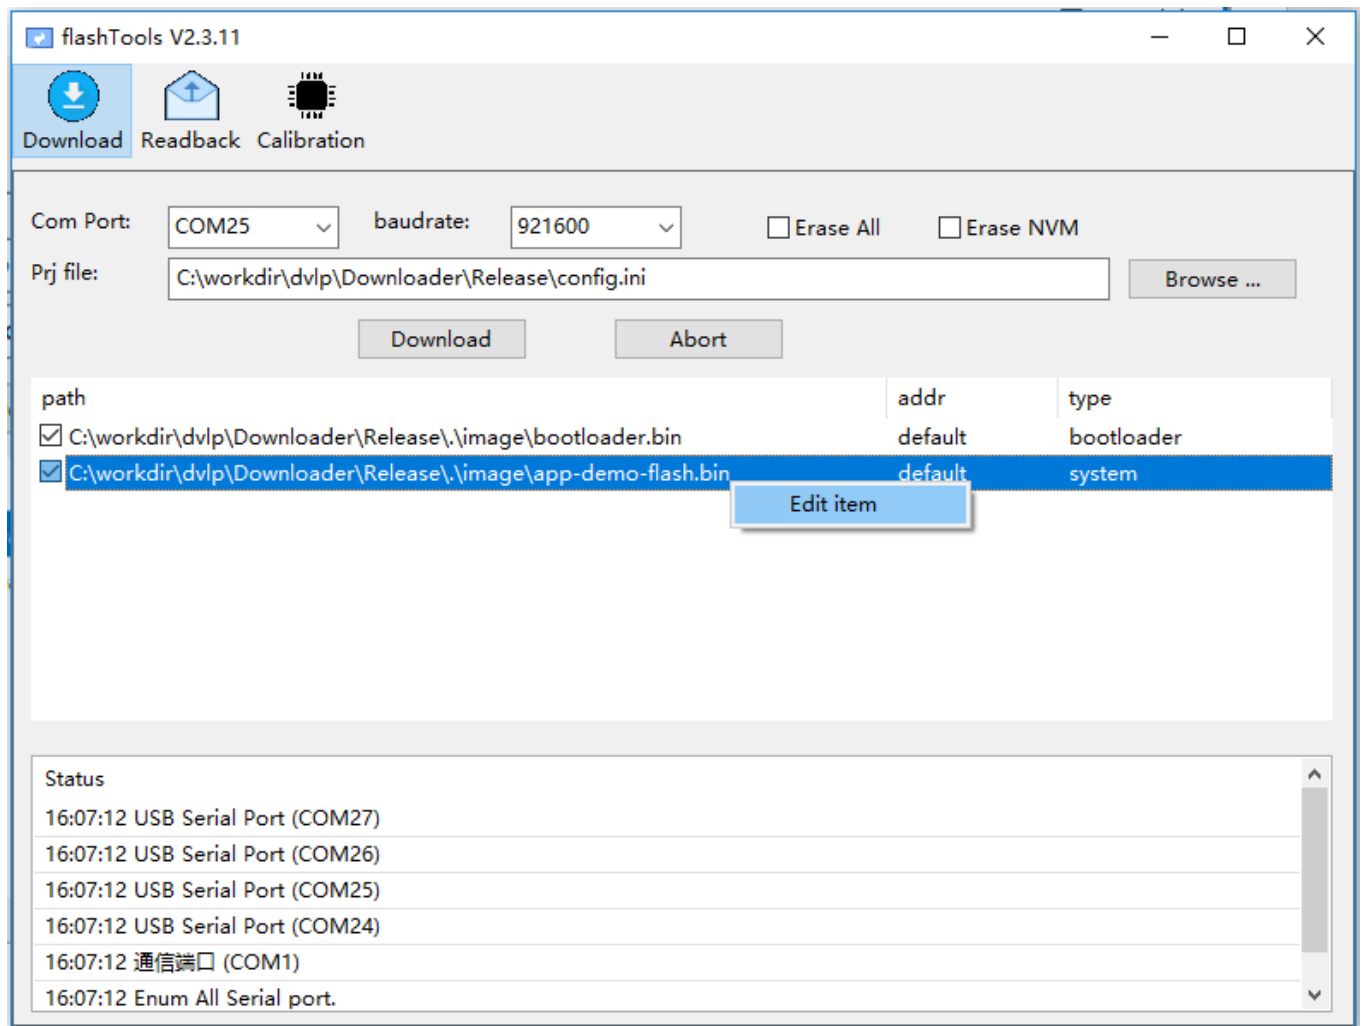 flashTools V2.3.11
Download Readback Calibration
Com Port: COM25 baudrate: 921600 Erase All Erase NVM
Prj file: C:\workdir\dvlp\Downloader\Release\config.ini Browse ...
Download Abort
path addr type
C:\workdir\dvlp\Downloader\Release\.\image\bootloader.bin default bootloader
C:\workdir\dvlp\Downloader\Release\.\image\app-demo-flash.bin default system
Edit item
Status
16:07:12 USB Serial Port (COM27)
16:07:12 USB Serial Port (COM26)
16:07:12 USB Serial Port (COM25)
16:07:12 USB Serial Port (COM24)
16:07:12 通信端口 (COM1)
16:07:12 Enum All Serial port.